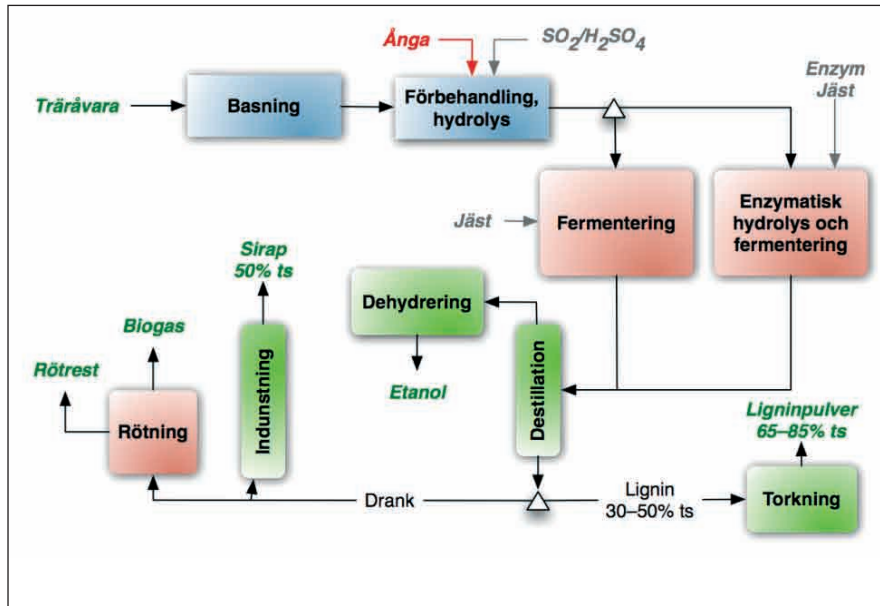 Ånga
SO2/H2SO4
Träråvara
Basning
Förbehandling,
hydrolys
Enzym
Jäst
Jäst
Fermentering
Enzymatisk
hydrolys och
fermentering
Sirap
50% ts
Dehydrering
Biogas
Rötrest
Rötning
Indunstning
Etanol
Destillation
Ligninpulver
65–85% ts
Drank
Lignin
30–50% ts
Torkning